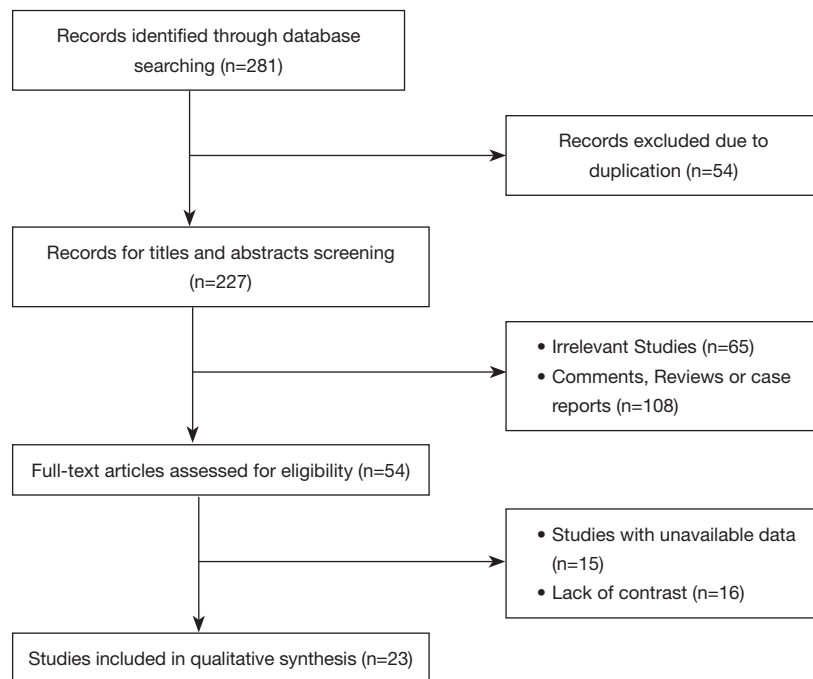 Records identified through database
searching (n=281)
Records excluded due to
duplication (n=54)
Records for titles and abstracts screening
(n=227)
• Irrelevant Studies (n=65)
• Comments, Reviews or case
reports (n=108)
Full-text articles assessed for eligibility (n=54)
• Studies with unavailable data
(n=15)
• Lack of contrast (n=16)
Studies included in qualitative synthesis (n=23)